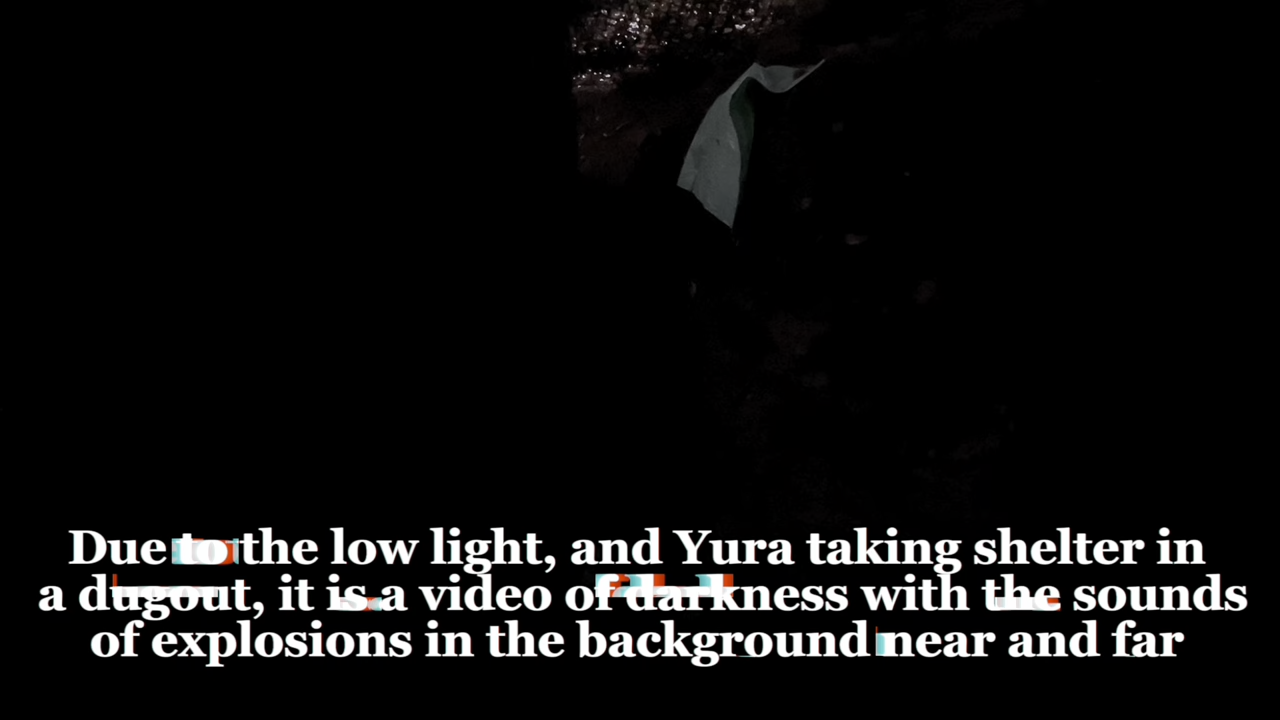 Due to the low light, and Yura taking shelter in
a dugout, it is a video of darkness with the sounds
of explosions in the background near and far